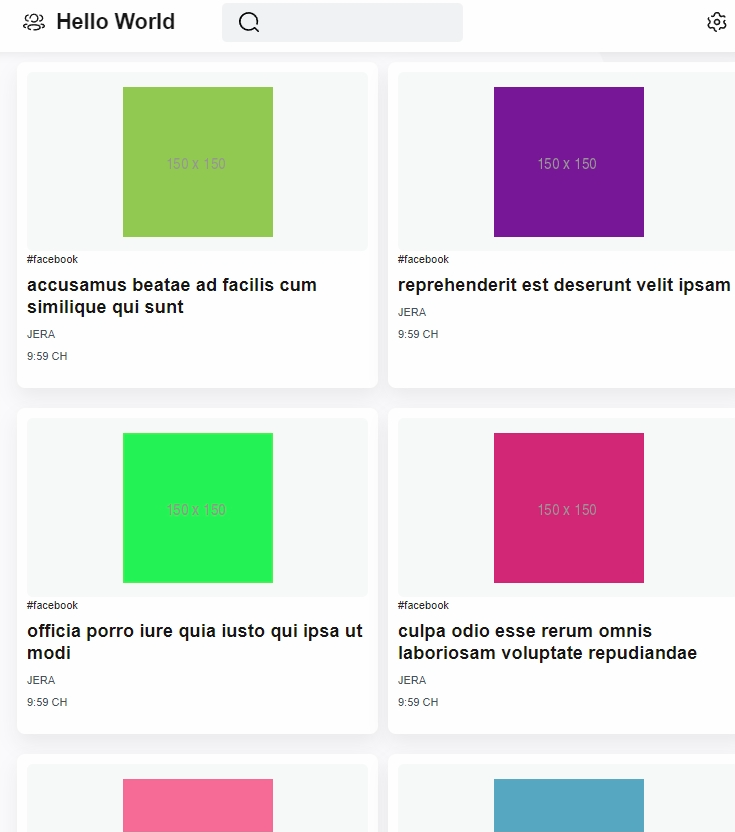 Hello World
150 x 150
#facebook
accusamus beatae ad facilis cum
similique qui sunt
JERA
9:59 CH
150 x 150
#facebook
reprehenderit est deserunt velit ipsam
JERA
9:59 CH
150 x 150
#facebook
officia porro iure quia iusto qui ipsa ut
modi
JERA
9:59 CH
150 x 150
#facebook
culpa odio esse rerum omnis
laboriosam voluptate repudiandae
JERA
9:59 CH